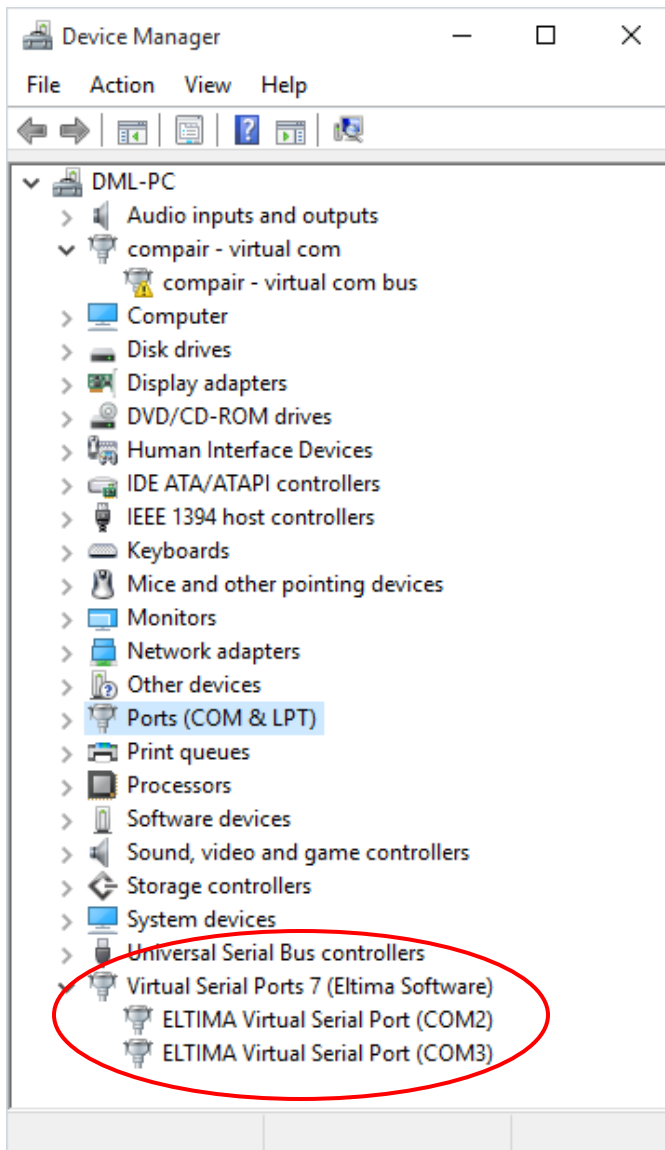 Device Manager
File Action View Help
DML-PC
Audio inputs and outputs
compair - virtual com
compair - virtual com bus
Computer
Disk drives
Display adapters
DVD/CD-ROM drives
Human Interface Devices
IDE ATA/ATAPI controllers
IEEE 1394 host controllers
Keyboards
Mice and other pointing devices
Monitors
Network adapters
Other devices
Ports (COM & LPT)
Print queues
Processors
Software devices
Sound, video and game controllers
Storage controllers
System devices
Universal Serial Bus controllers
Virtual Serial Ports 7 (Eltima Software)
ELTIMA Virtual Serial Port (COM2)
ELTIMA Virtual Serial Port (COM3)